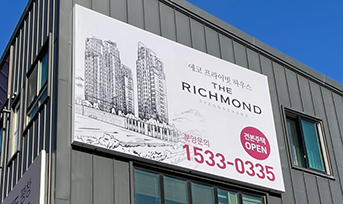 에코 프라이빗 하우스
THE
RICHMOND
분양문의
1533-0335
견본주택
OPEN